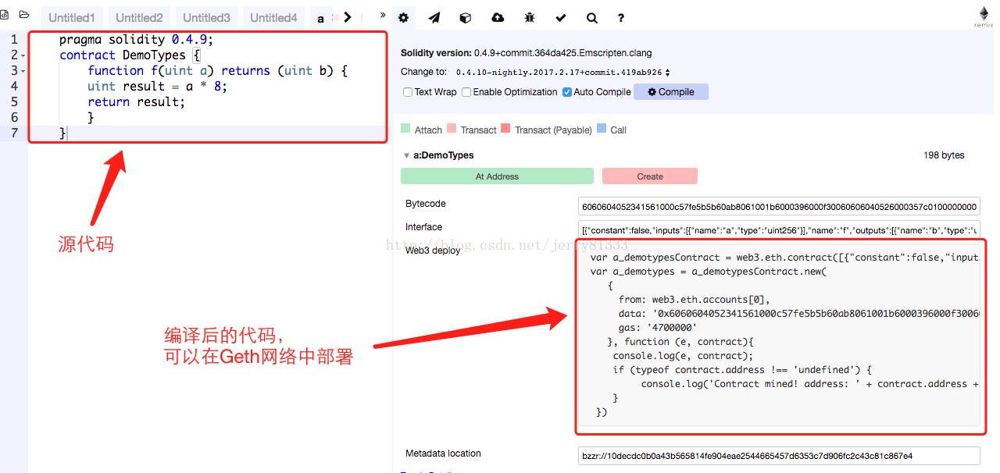 Untitled1 Untitled2 Untitled3 Untitled4 a
remix
1 pragma solidity 0.4.9;
2 contract DemoTypes {
3 function f(uint a) returns (uint b) {
4 uint result = a * 8;
5 return result;
6 }
7 }
源代码
编译后的代码,
可以在Geth网络中部署
Solidity version: 0.4.9+commit.364da425.Emscripten.clang
Change to: 0.4.10-nightly.2017.2.17+commit.419ab926
Text Wrap Enable Optimization Auto Compile Compile
Attach Transact Transact (Payable) Call
a:DemoTypes 198 bytes
At Address Create
Bytecode 6060604052341561000c57fe5b5b60ab8061001b6000396000f30060606040526000357c0100000000
Interface [{"constant":false,"inputs":[{"name":"a","type":"uint256"}],"name":"f","outputs":[{"name":"b","type":"u
http://blog.csdn.net/jerry81333
Web3 deploy
var a_demotypesContract = web3.eth.contract([{"constant":false,"input
var a_demotypes = a_demotypesContract.new(
{
from: web3.eth.accounts[0],
data: '0x6060604052341561000c57fe5b5b60ab8061001b6000396000f3006
gas: '4700000'
}, function (e, contract){
console.log(e, contract);
if (typeof contract.address !== 'undefined') {
console.log('Contract mined! address: ' + contract.address +
}
})
Metadata location bzzr://10decdc0b0a43b565814fe904eae2544665457d6353c7d906fc2c43c81c867e4